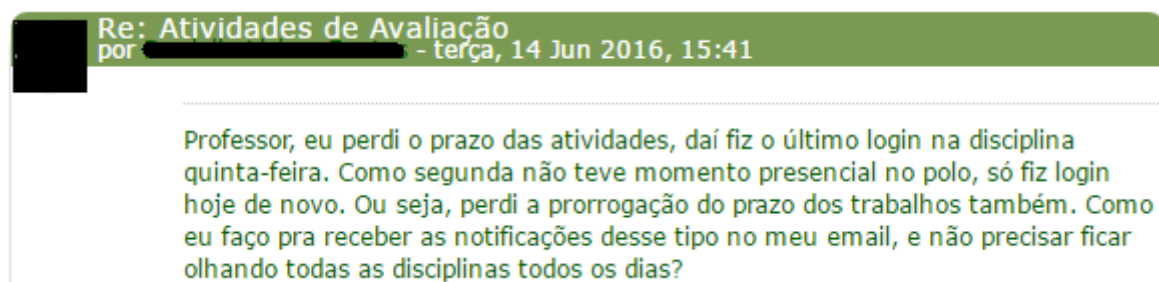 Re: Atividades de Avaliação
por - terça, 14 Jun 2016, 15:41
Professor, eu perdi o prazo das atividades, daí fiz o último login na disciplina
quinta-feira. Como segunda não teve momento presencial no polo, só fiz login
hoje de novo. Ou seja, perdi a prorrogação do prazo dos trabalhos também. Como
eu faço pra receber as notificações desse tipo no meu email, e não precisar ficar
olhando todas as disciplinas todos os dias?